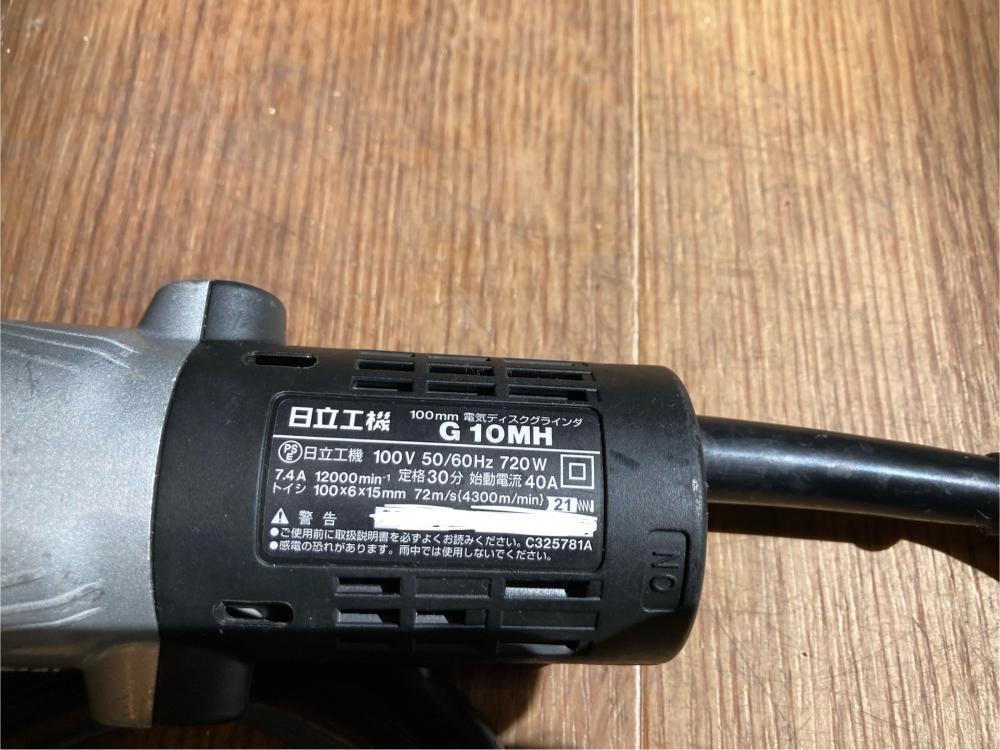 日立工機 100mm 電気ディスクグラインダ
G 10MH
PSE 日立工機 100V 50/60Hz 720W
7.4A 12000min⁻¹ 定格30分 始動電流40A
トイシ 100×6×15mm 72m/s{4300m/min} 21
警告
●ご使用前に取扱説明書を必ずよくお読みください。 C325781A
●感電の恐れがあります。雨中では使用しないでください。
ON